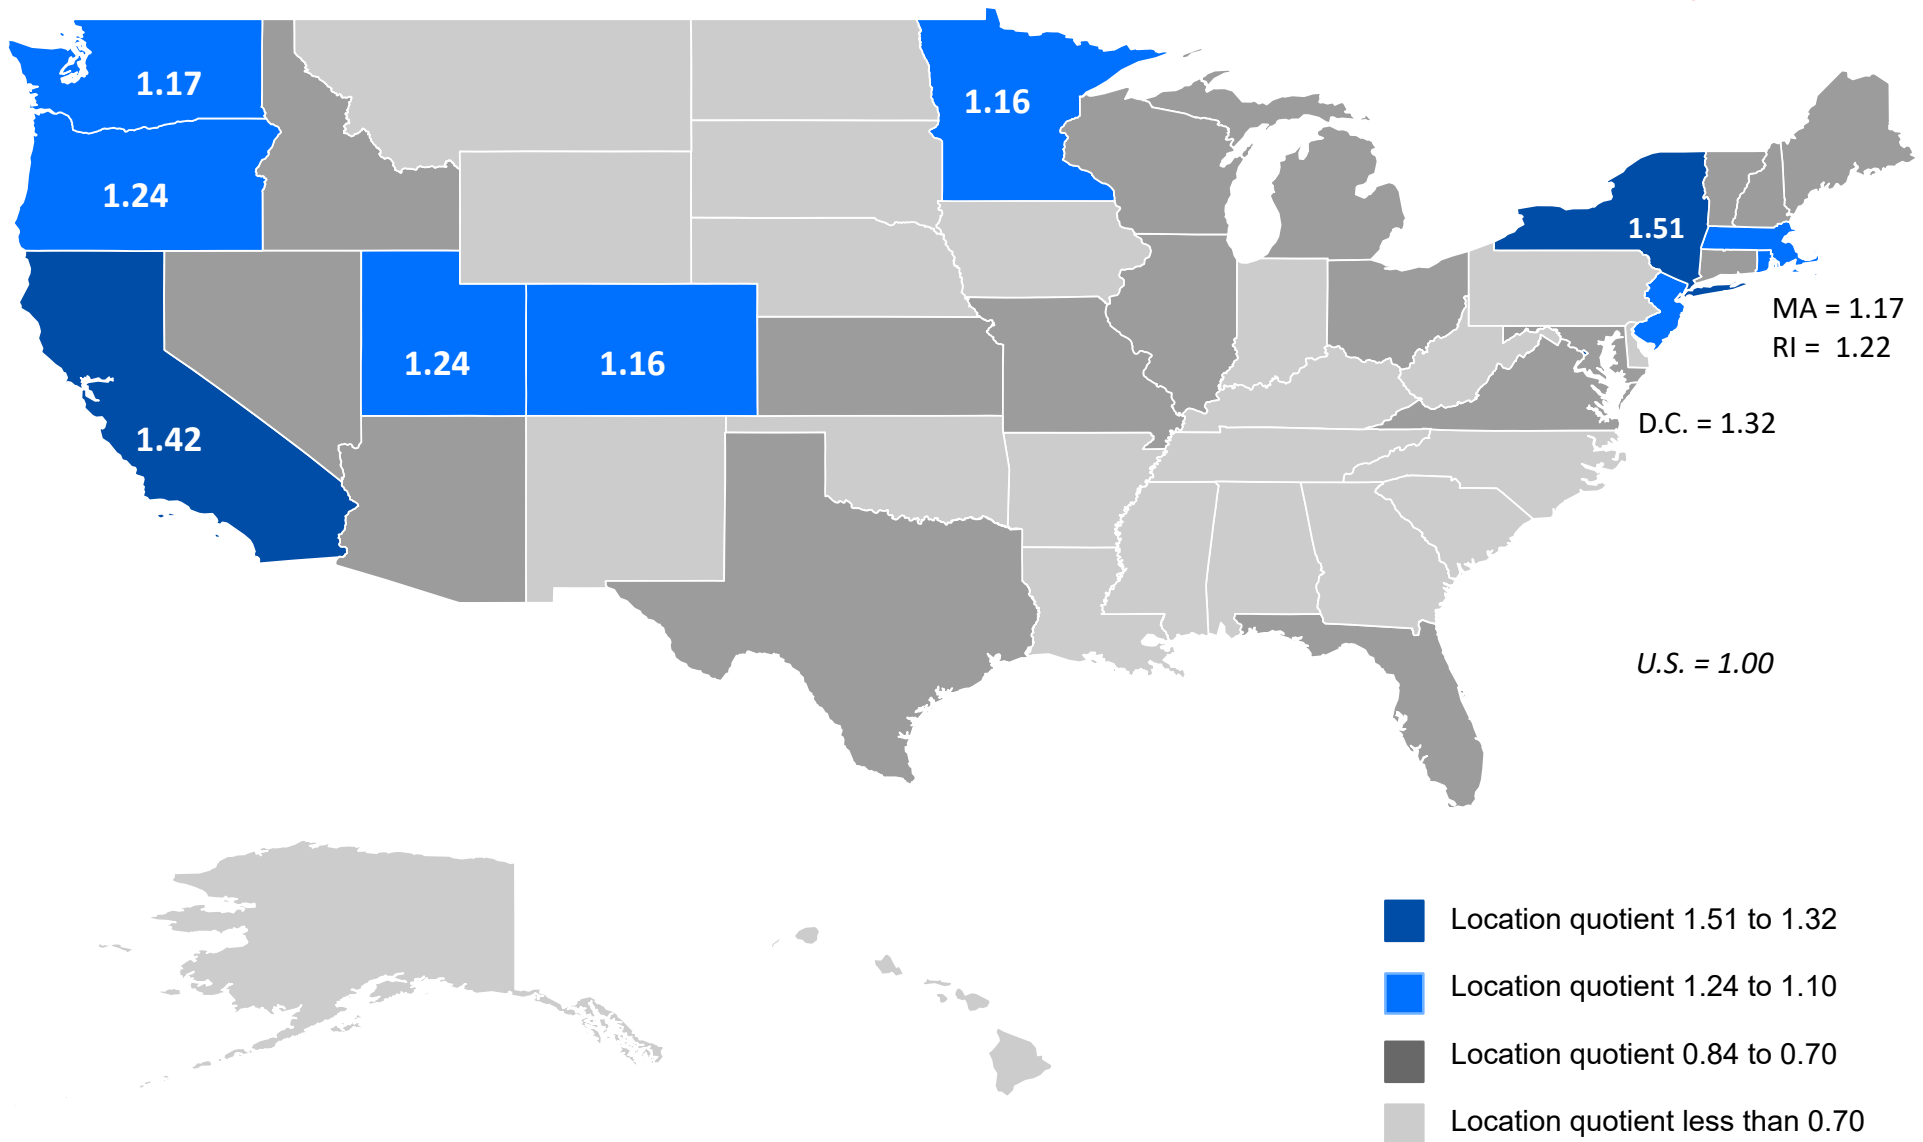 1.17
1.16
1.24
1.51
MA = 1.17
RI = 1.22
1.24
1.16
D.C. = 1.32
1.42
U.S. = 1.00
Location quotient 1.51 to 1.32
Location quotient 1.24 to 1.10
Location quotient 0.84 to 0.70
Location quotient less than 0.70